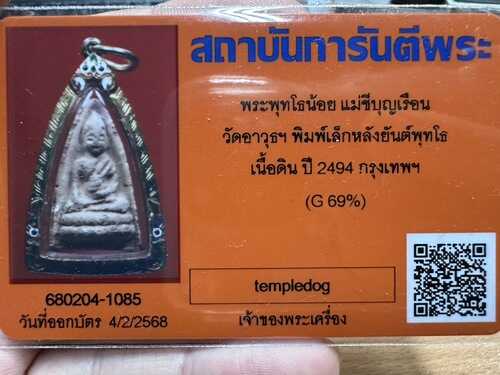 สถาบันการันตีพระ
พระพุทโธน้อย แม่ชีบุญเรือน
วัดอาวุธฯ พิมพ์เล็กหลังยันต์พุทโธ
เนื้อดิน ปี 2494 กรุงเทพฯ
(G 69%)
templedog
เจ้าของพระเครื่อง
680204-1085
วันที่ออกบัตร 4/2/2568